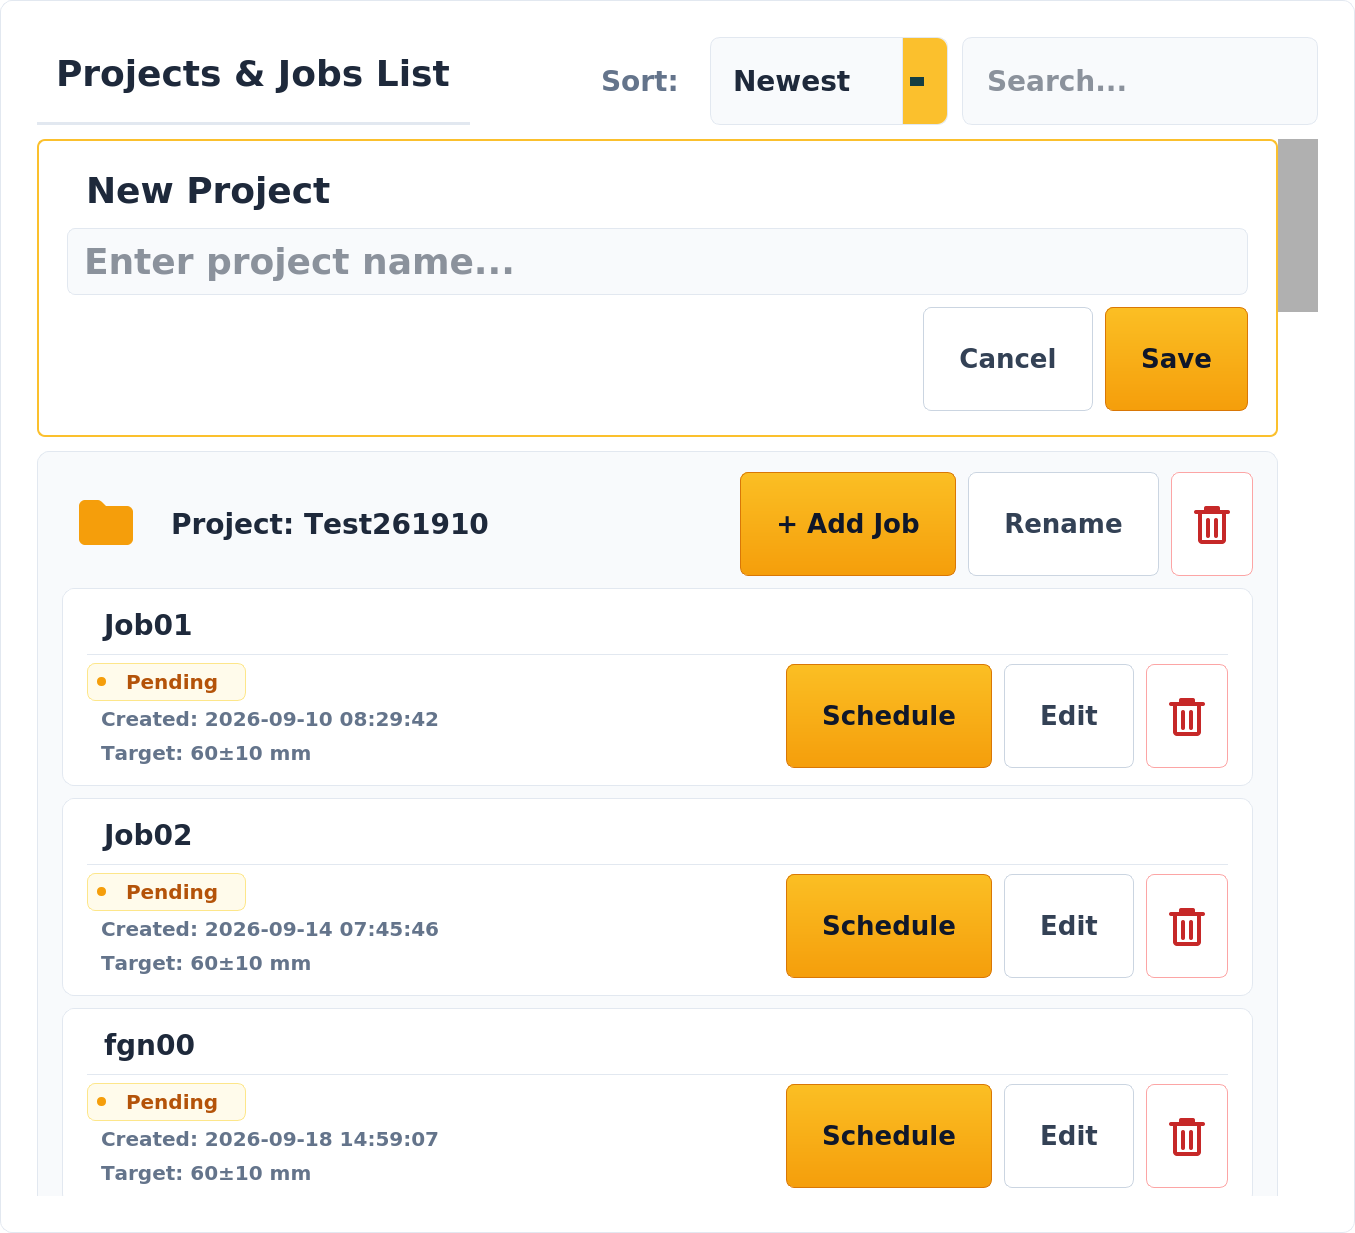 Projects & Jobs List
Sort:
Newest
Search...
New Project
Enter project name...
Cancel
Save
Project: Test261910
+ Add Job
Rename
Job01
Pending
Created: 2026-09-10 08:29:42
Target: 60±10 mm
Schedule
Edit
Job02
Pending
Created: 2026-09-14 07:45:46
Target: 60±10 mm
Schedule
Edit
fgn00
Pending
Created: 2026-09-18 14:59:07
Target: 60±10 mm
Schedule
Edit